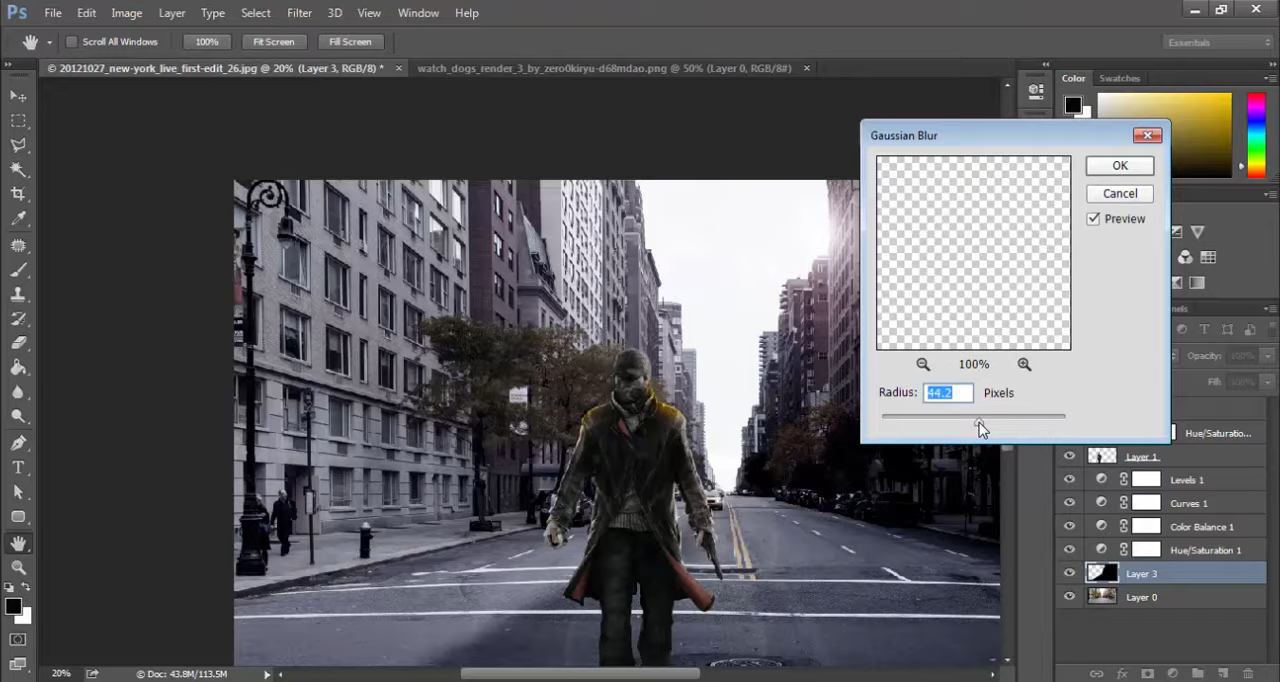 Ps File Edit Image Layer Type Select Filter 3D View Window Help
Scroll All Windows 100% Fit Screen Fill Screen Essentials
© 20121027_new-york_live_first-edit_26.jpg @ 20% (Layer 3, RGB/8) * × watch_dogs_render_3_by_zero0kiryu-d68mdao.png @ 50% (Layer 0, RGB/8#) ×
Color Swatches
Gaussian Blur
OK
Cancel
Preview
100%
Radius: 44.2 Pixels
Opacity: 100%
Fill: 100%
Hue/Saturatio...
Layer 1
Levels 1
Curves 1
Color Balance 1
Hue/Saturation 1
Layer 3
Layer 0
20% © Doc: 43.8M/113.5M